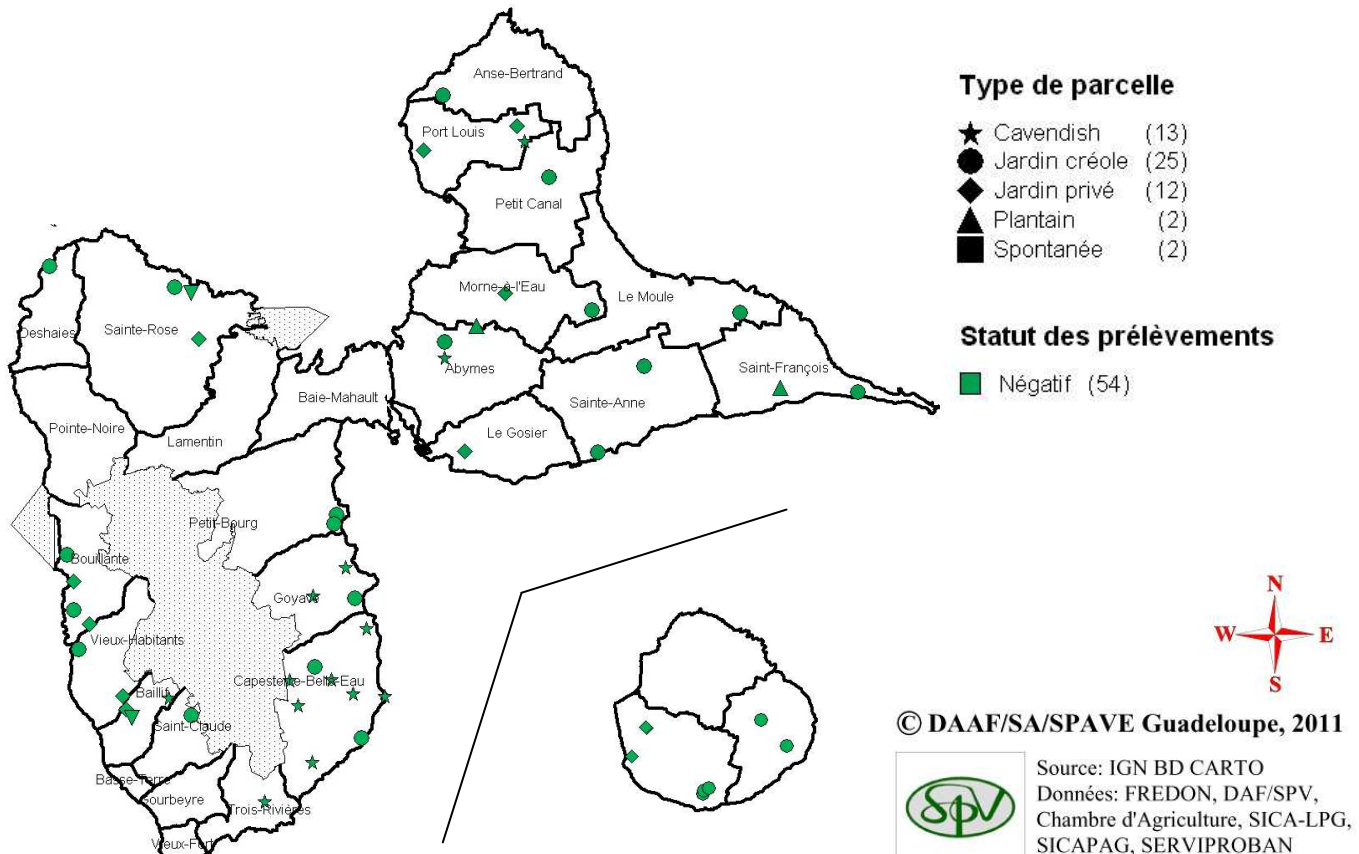 Anse-Bertrand
Port Louis
Petit Canal
Morne-à-l'Eau
Le Moule
Deshaies
Sainte-Rose
Abymes
Saint-François
Baie-Mahault
Sainte-Anne
Pointe-Noire
Lamentin
Le Gosier
Petit-Bourg
Bouillante
Goyave
Vieux-Habitants
Capesterre-Belle-Eau
Baillif
Saint-Claude
Basse-Terre
Gourbeyre
Trois-Rivières
Vieux-Fort
Type de parcelle
Cavendish (13)
Jardin créole (25)
Jardin privé (12)
Plantain (2)
Spontanée (2)
Statut des prélèvements
Négatif (54)
N
W E
S
© DAAF/SA/SPAVE Guadeloupe, 2011
SpV
Source: IGN BD CARTO
Données: FREDON, DAF/SPV,
Chambre d'Agriculture, SICA-LPG,
SICAPAG, SERVIPROBAN